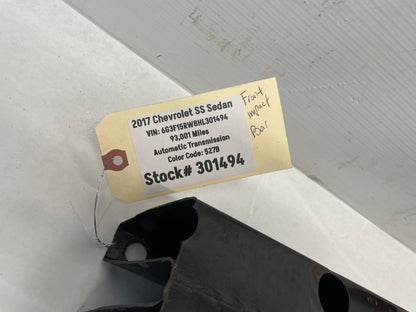 2017 Chevrolet SS Sedan
VIN: 6G3F15RW8HL301494
93,001 Miles
Automatic Transmission
Color Code: 527B
Stock# 301494
Front
impact
Bar